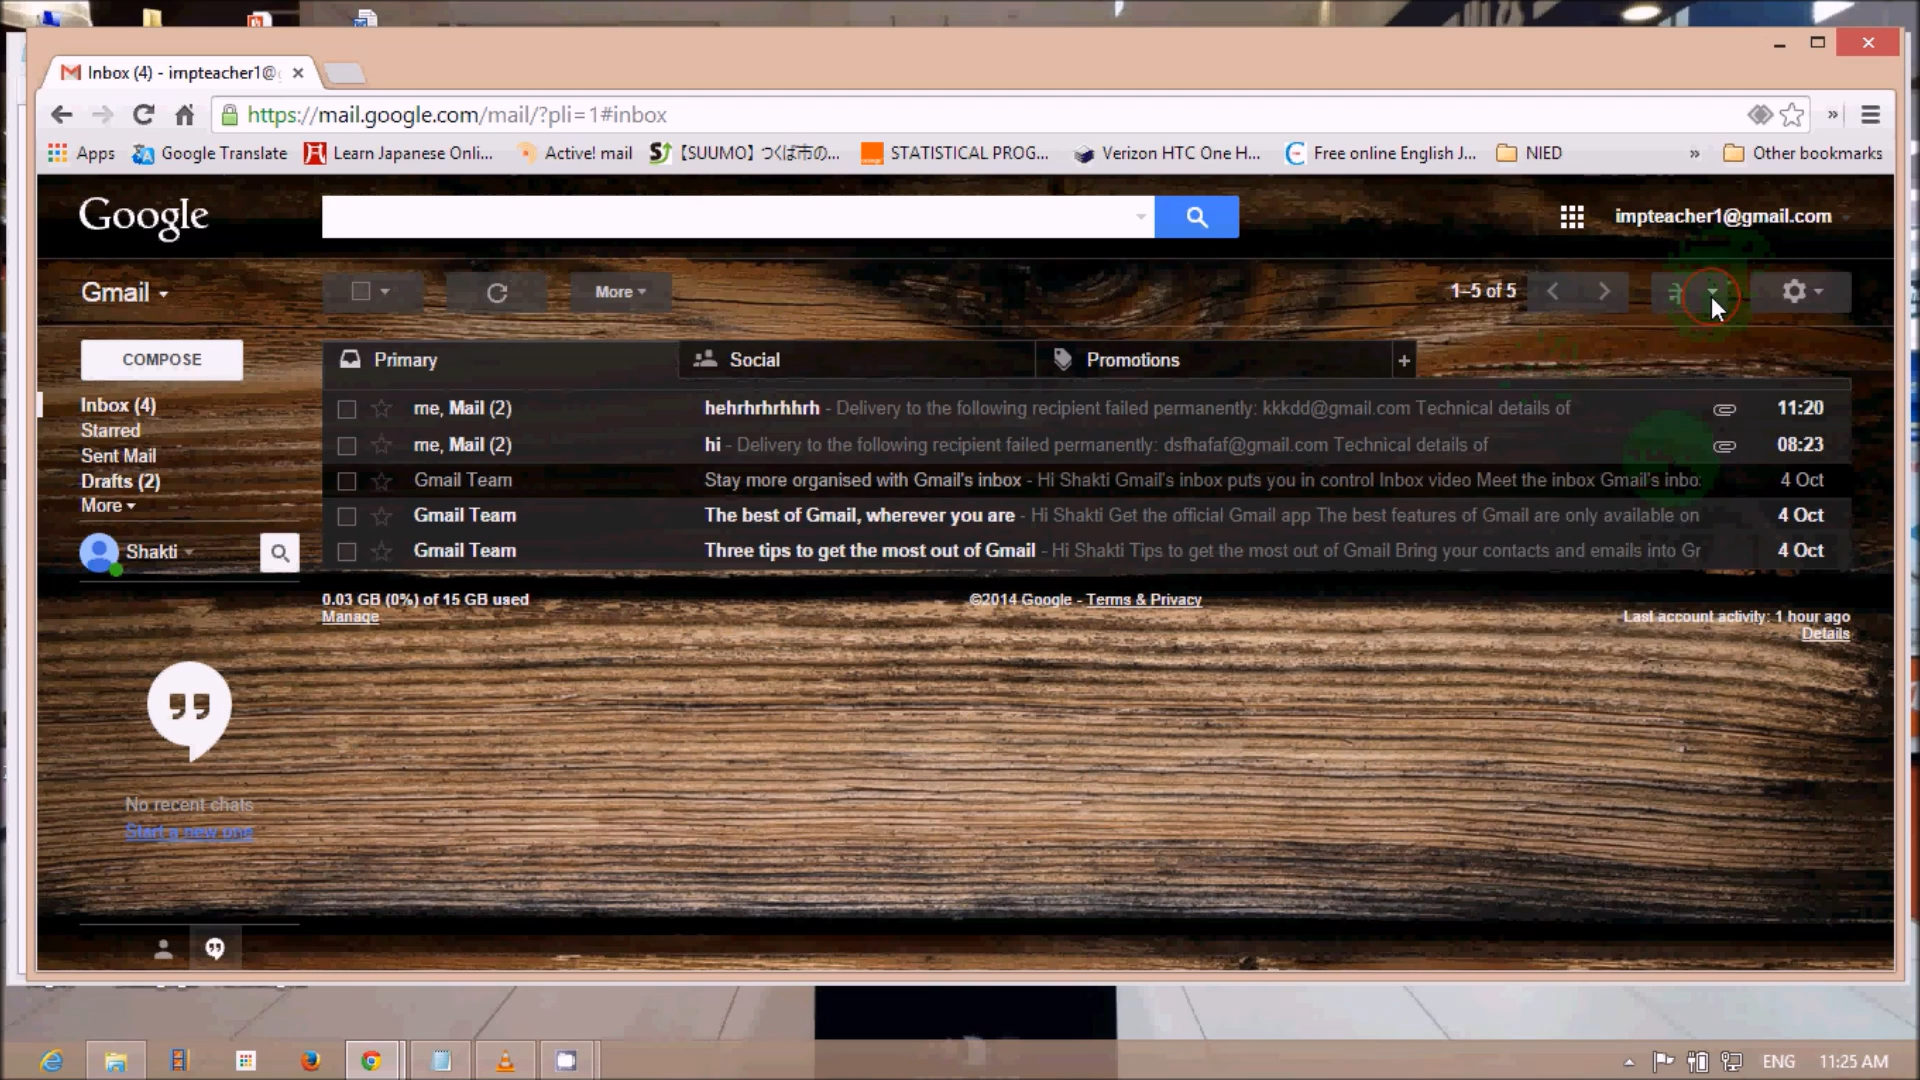 Inbox (4) - impteacher1@
https://mail.google.com/mail/?pli=1#inbox
Apps Google Translate Learn Japanese Onli... Active! mail 【SUUMO】つくば市の... STATISTICAL PROG... Verizon HTC One H... Free online English J... NIED » Other bookmarks
Google
impteacher1@gmail.com
Gmail
More
1–5 of 5
COMPOSE
Primary
Social
Promotions
+
Inbox (4)
Starred
Sent Mail
Drafts (2)
More
me, Mail (2) hehrhrhrhhrh - Delivery to the following recipient failed permanently: kkkdd@gmail.com Technical details of 11:20
me, Mail (2) hi - Delivery to the following recipient failed permanently: dsfhafaf@gmail.com Technical details of 08:23
Gmail Team Stay more organised with Gmail's inbox - Hi Shakti Gmail's inbox puts you in control Inbox video Meet the inbox Gmail's inbo 4 Oct
Gmail Team The best of Gmail, wherever you are - Hi Shakti Get the official Gmail app The best features of Gmail are only available on 4 Oct
Gmail Team Three tips to get the most out of Gmail - Hi Shakti Tips to get the most out of Gmail Bring your contacts and emails into Gr 4 Oct
Shakti
0.03 GB (0%) of 15 GB used
Manage
©2014 Google - Terms & Privacy
Last account activity: 1 hour ago
Details
No recent chats
Start a new one
ENG 11:25 AM